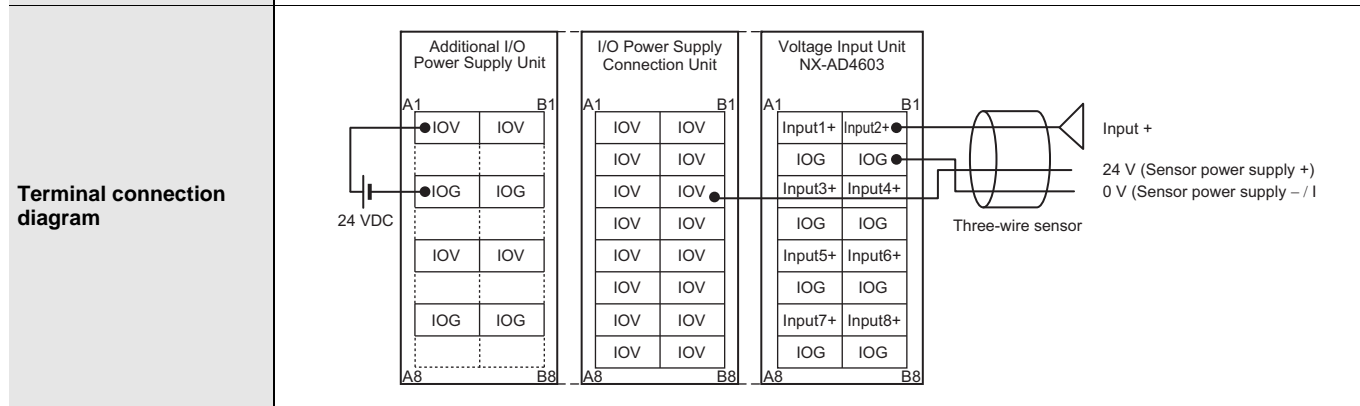 Terminal connection
diagram
Additional I/O
Power Supply Unit
A1 B1
IOV IOV
IOG IOG
IOV IOV
IOG IOG
A8 B8
24 VDC
I/O Power Supply
Connection Unit
A1 B1
IOV IOV
IOV IOV
IOV IOV
IOV IOV
IOV IOV
IOV IOV
IOV IOV
IOV IOV
A8 B8
Voltage Input Unit
NX-AD4603
A1 B1
Input1+ Input2+
IOG IOG
Input3+ Input4+
IOG IOG
Input5+ Input6+
IOG IOG
Input7+ Input8+
IOG IOG
A8 B8
Input +
24 V (Sensor power supply +)
0 V (Sensor power supply – / I
Three-wire sensor